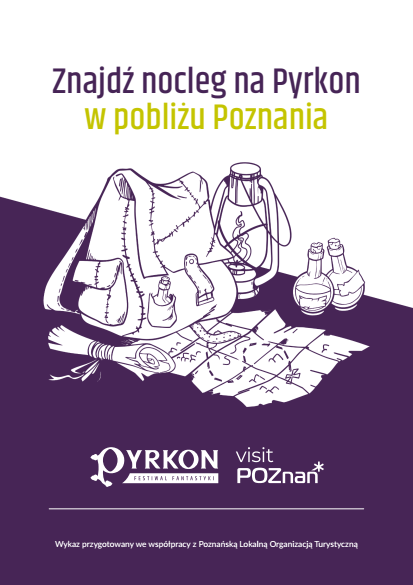 Znajdź nocleg na Pyrkon
w pobliżu Poznania
PYRKON
FESTIWAL FANTASTYKI
visit
POZnan*
Wykaz przygotowany we współpracy z Poznańską Lokalną Organizacją Turystyczną